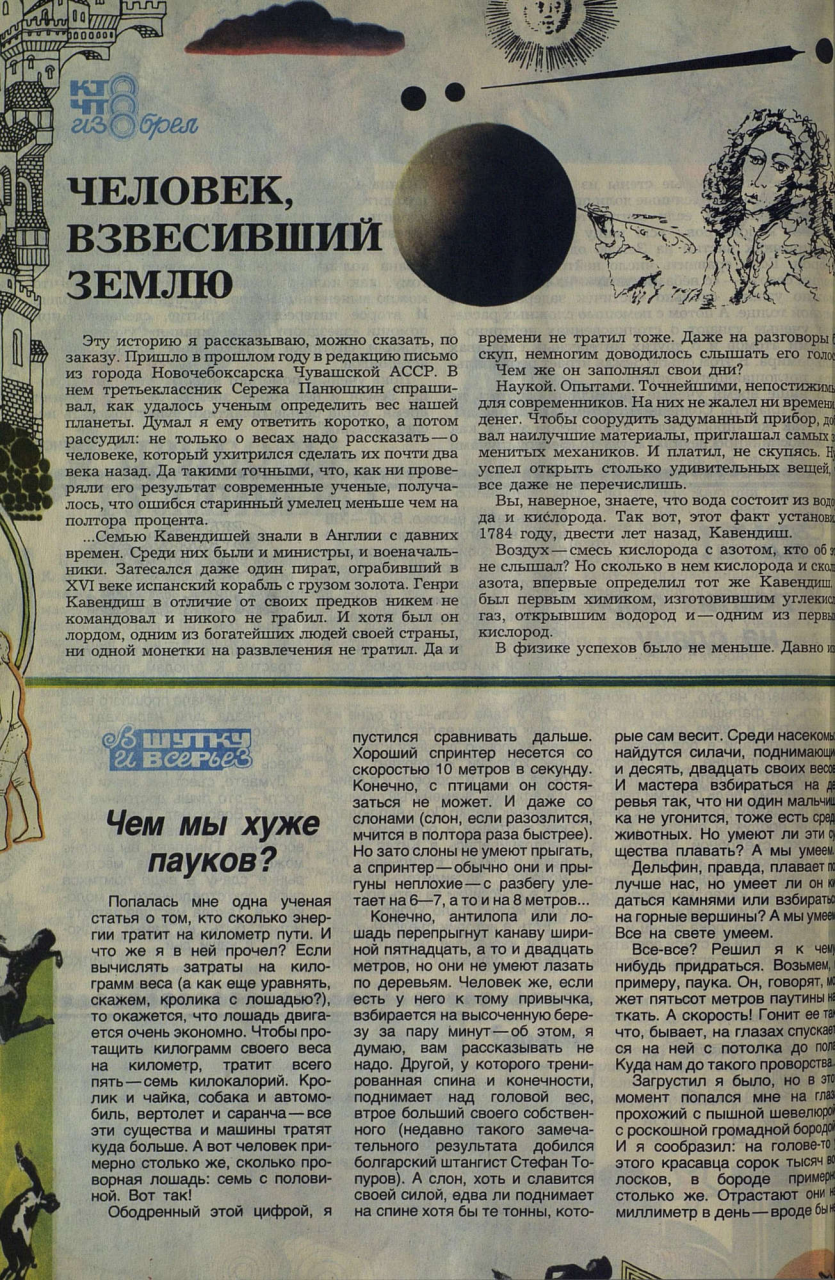 КТО
ЧТО
изобрел
ЧЕЛОВЕК,
ВЗВЕСИВШИЙ
ЗЕМЛЮ
Эту историю я рассказываю, можно сказать, по
заказу. Пришло в прошлом году в редакцию письмо
из города Новочебоксарска Чувашской АССР. В
нем третьеклассник Сережа Панюшкин спраши-
вал, как удалось ученым определить вес нашей
планеты. Думал я ему ответить коротко, а потом
рассудил: не только о весах надо рассказать — о
человеке, который ухитрился сделать их почти два
века назад. Да такими точными, что, как ни прове-
ряли его результат современные ученые, получа-
лось, что ошибся старинный умелец меньше чем на
полтора процента.
...Семью Кавендишей знали в Англии с давних
времен. Среди них были и министры, и военачаль-
ники. Затесался даже один пират, ограбивший в
XVI веке испанский корабль с грузом золота. Генри
Кавендиш в отличие от своих предков никем не
командовал и никого не грабил. И хотя был он
лордом, одним из богатейших людей своей страны,
ни одной монетки на развлечения не тратил. Да и
времени не тратил тоже. Даже на разговоры
скуп, немногим доводилось слышать его
Чем же он заполнял свои дни?
Наукой. Опытами. Точнейшими,
для современников. На них не жалел ни
денег. Чтобы соорудить задуманный прибор,
вал наилучшие материалы, приглашал самых
менитых механиков. И платил, не скупясь.
успел открыть столько удивительных вещей,
все даже не перечислишь.
Вы, наверное, знаете, что вода состоит из
да и кислорода. Так вот, этот факт
1784 году, двести лет назад, Кавендиш.
Воздух — смесь кислорода с азотом, кто об
не слышал? Но сколько в нем кислорода и
азота, впервые определил тот же Кавендиш.
был первым химиком, изготовившим
газ, открывшим водород и — одним из
кислород.
В физике успехов было не меньше. Давно
В ШУТКУ
и ВСЕРЬЕЗ
Чем мы хуже
пауков?
Попалась мне одна ученая
статья о том, кто сколько энер-
гии тратит на километр пути. И
что же я в ней прочел? Если
вычислять затраты на кило-
грамм веса (а как еще уравнять,
скажем, кролика с лошадью?),
то окажется, что лошадь двига-
ется очень экономно. Чтобы про-
тащить килограмм своего веса
на километр, тратит всего
пять — семь килокалорий. Кро-
лик и чайка, собака и автомо-
биль, вертолет и саранча — все
эти существа и машины тратят
куда больше. А вот человек при-
мерно столько же, сколько про-
ворная лошадь: семь с полови-
ной. Вот так!
Ободренный этой цифрой, я
пустился сравнивать дальше.
Хороший спринтер несется со
скоростью 10 метров в секунду.
Конечно, с птицами он состя-
заться не может. И даже со
слонами (слон, если разозлится,
мчится в полтора раза быстрее).
Но зато слоны не умеют прыгать,
а спринтер — обычно они и пры-
гуны неплохие — с разбегу уле-
тает на 6—7, а то и на 8 метров...
Конечно, антилопа или ло-
шадь перепрыгнут канаву шири-
ной пятнадцать, а то и двадцать
метров, но они не умеют лазать
по деревьям. Человек же, если
есть у него к тому привычка,
взбирается на высоченную бере-
зу за пару минут — об этом, я
думаю, вам рассказывать не
надо. Другой, у которого трени-
рованная спина и конечности,
поднимает над головой вес,
втрое больший своего собствен-
ного (недавно такого замеча-
тельного результата добился
болгарский штангист Стефан То-
пуров). А слон, хоть и славится
своей силой, едва ли поднимает
на спине хотя бы те тонны, кото-
рые сам весит. Среди
найдутся силачи,
и десять, двадцать своих
И мастера взбираться на де
ревья так, что ни один
ка не угонится, тоже есть
животных. Но умеют ли эти
щества плавать? А мы умеем.
Дельфин, правда, плавает
лучше нас, но умеет ли он
даться камнями или
на горные вершины? А мы умеем
Все на свете умеем.
Все-все? Решил я к чему
нибудь придраться. Возьмем,
примеру, паука. Он, говорят, мо
жет пятьсот метров паутины
ткать. А скорость! Гонит ее так
что, бывает, на глазах спускает
ся на ней с потолка до пола
Куда нам до такого проворства.
Загрустил я было, но в это
момент попался мне на глаз
прохожий с пышной шевелюрой
с роскошной громадной бородой
И я сообразил: на голове-то
этого красавца сорок тысяч во
лосков, в бороде примерно
столько же. Отрастают они
миллиметр в день — вроде бы